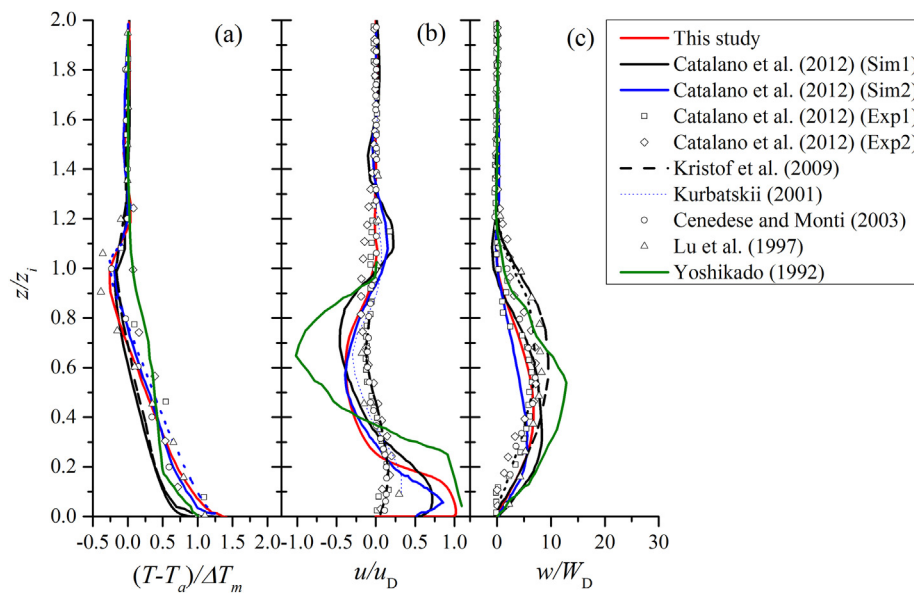 (a)
(b)
(c)
This study
Catalano et al. (2012) (Sim1)
Catalano et al. (2012) (Sim2)
Catalano et al. (2012) (Exp1)
Catalano et al. (2012) (Exp2)
Kristof et al. (2009)
Kurbatskii (2001)
Cenedese and Monti (2003)
Lu et al. (1997)
Yoshikado (1992)
z/z_i
2.0
1.8
1.6
1.4
1.2
1.0
0.8
0.6
0.4
0.2
0.0
-0.5 0.0 0.5 1.0 1.5 2.0
-1.0 -0.5 0.0 0.5 1.0
0 10 20 30
(T-T_a)/ΔT_m
u/u_D
w/W_D